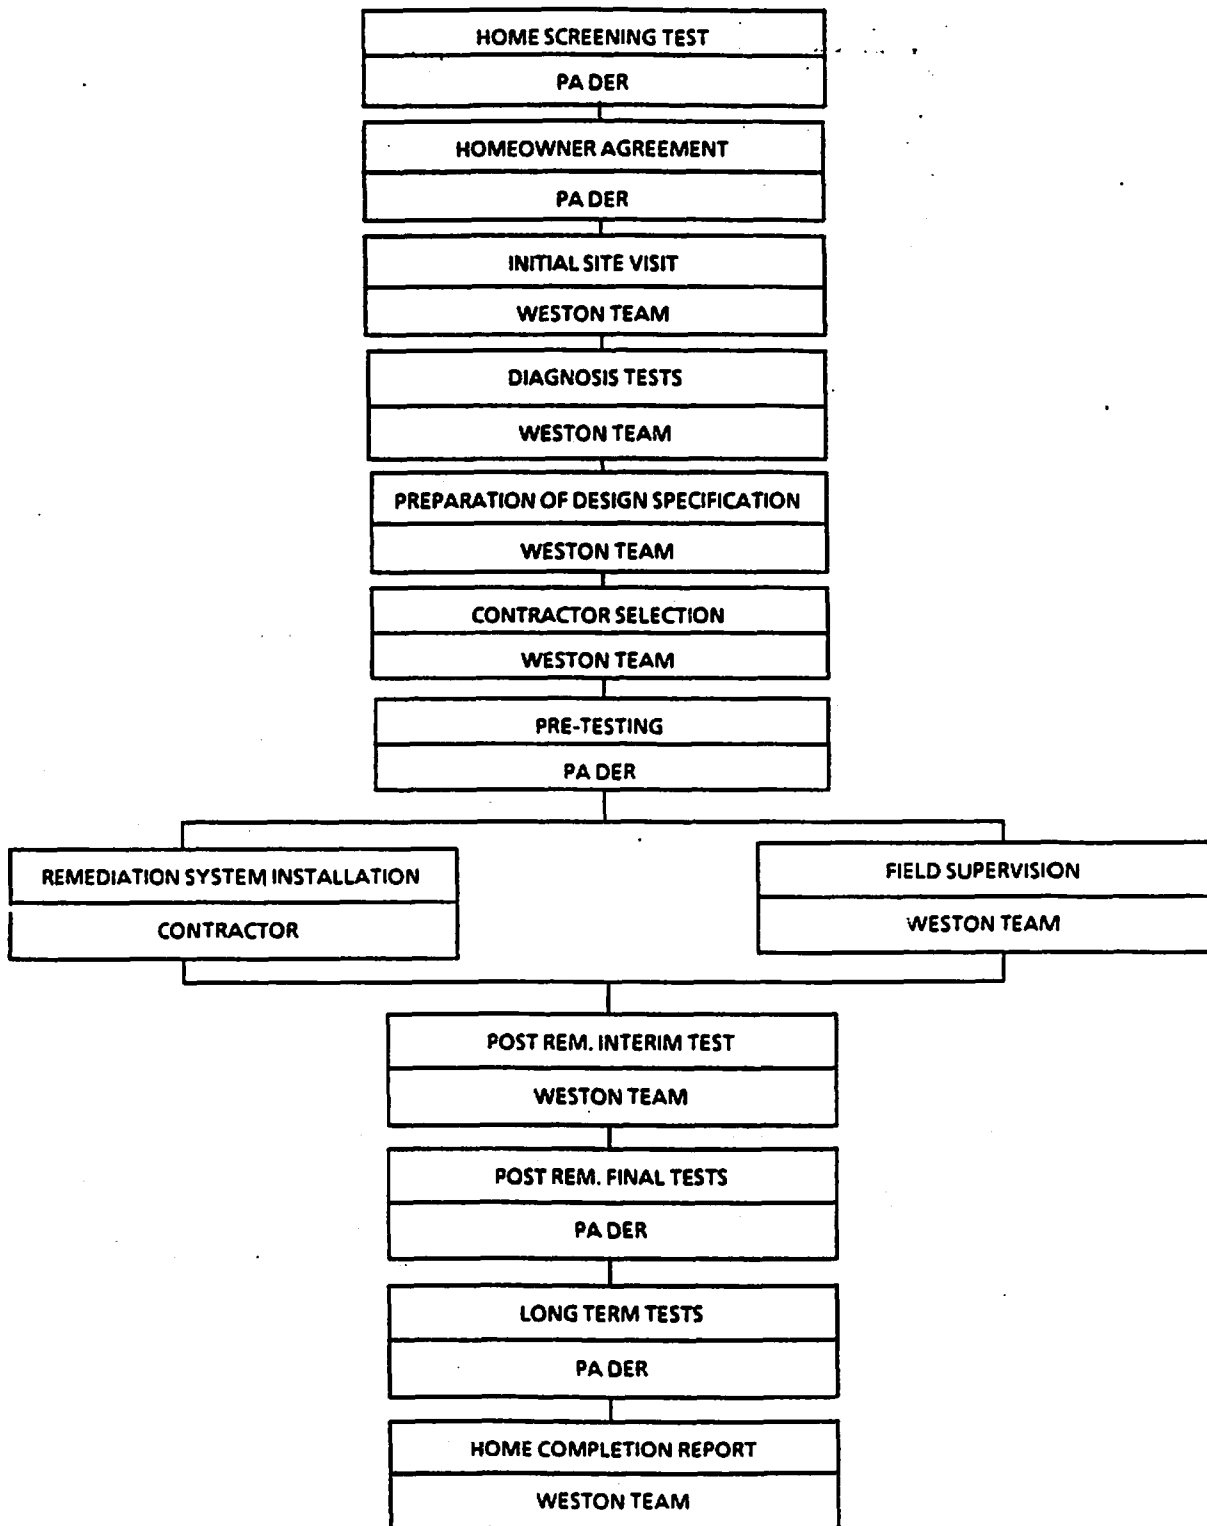 HOME SCREENING TEST
PA DER
HOMEOWNER AGREEMENT
PA DER
INITIAL SITE VISIT
WESTON TEAM
DIAGNOSIS TESTS
WESTON TEAM
PREPARATION OF DESIGN SPECIFICATION
WESTON TEAM
CONTRACTOR SELECTION
WESTON TEAM
PRE-TESTING
PA DER
REMEDIATION SYSTEM INSTALLATION
CONTRACTOR
FIELD SUPERVISION
WESTON TEAM
POST REM. INTERIM TEST
WESTON TEAM
POST REM. FINAL TESTS
PA DER
LONG TERM TESTS
PA DER
HOME COMPLETION REPORT
WESTON TEAM